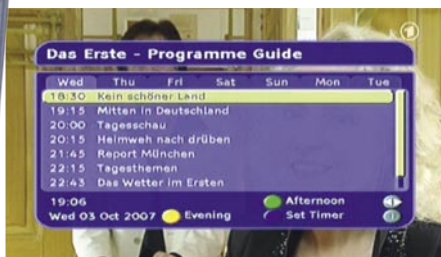 Das Erste - Programme Guide
Wed Thu Fri Sat Sun Mon Tue
18:30 Kein schöner Land
19:15 Mitten in Deutschland
20:00 Tagesschau
20:15 Heimweh nach drüben
21:45 Report München
22:15 Tagesthemen
22:43 Das Wetter im Ersten
19:06 Afternoon
Wed 03 Oct 2007 Evening Set Timer